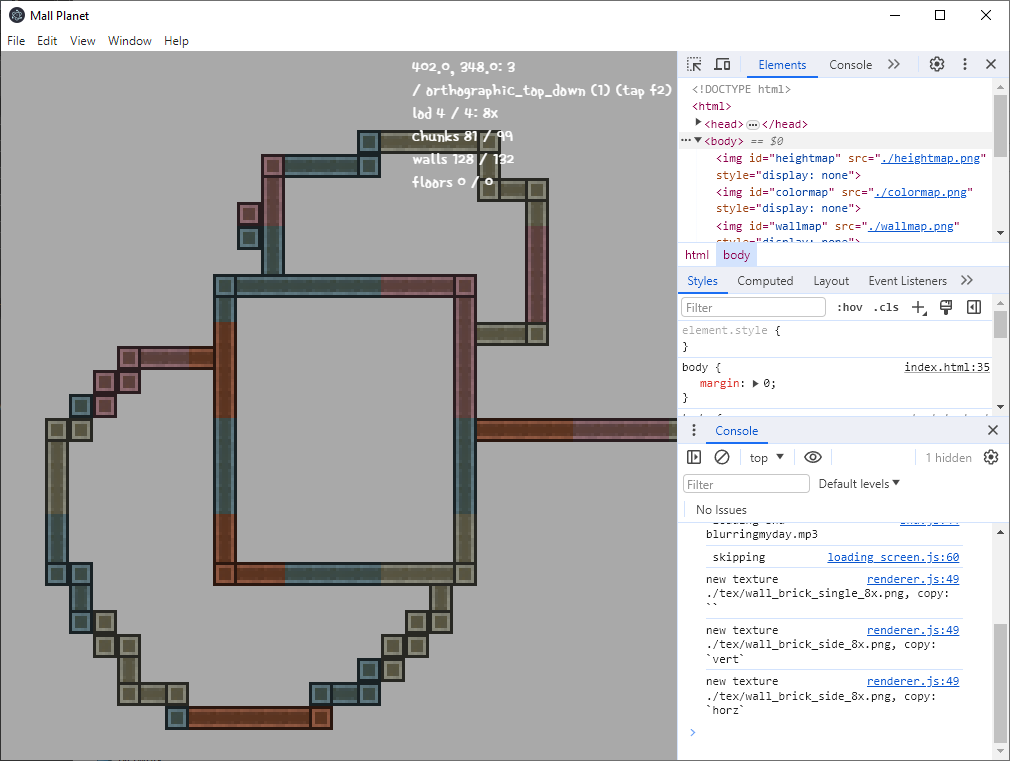 Mall Planet
File Edit View Window Help
402.0, 348.0: 3
/ orthographic_top_down (1) (tap f2)
lod 4 / 4: 8x
chunks 81 / 99
walls 128 / 132
floors 0 / 0
Elements Console
<!DOCTYPE html>
<html>
<head> </head>
<body> == $0
<img id="heightmap" src="./heightmap.png"
style="display: none">
<img id="colormap" src="./colormap.png"
style="display: none">
<img id="wallmap" src="./wallmap.png"
style="display: none">
html body
Styles Computed Layout Event Listeners
Filter :hov .cls
element.style {
}
body { index.html:35
margin: 0;
}
Console
top 1 hidden
Filter Default levels
No Issues
blurringmyday.mp3
skipping loading_screen.js:60
new texture renderer.js:49
./tex/wall_brick_single_8x.png, copy:
``
new texture renderer.js:49
./tex/wall_brick_side_8x.png, copy:
`vert`
new texture renderer.js:49
./tex/wall_brick_side_8x.png, copy:
`horz`
>